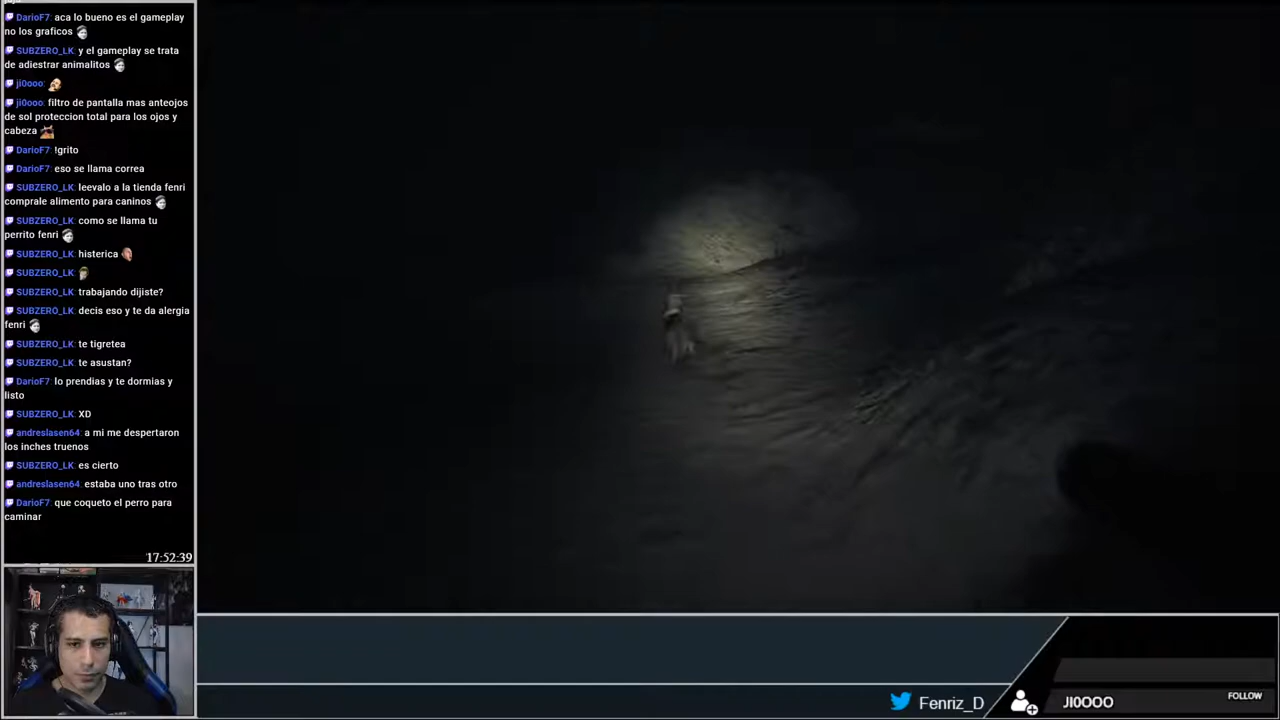 DarioF7: aca lo bueno es el gameplay
no los graficos
SUBZERO_LK: y el gameplay se trata
de adiestrar animalitos
ji0ooo:
ji0ooo: filtro de pantalla mas anteojos
de sol proteccion total para los ojos y
cabeza
DarioF7: !grito
DarioF7: eso se llama correa
SUBZERO_LK: leevalo a la tienda fenri
comprale alimento para caninos
SUBZERO_LK: como se llama tu
perrito fenri
SUBZERO_LK: histerica
SUBZERO_LK:
SUBZERO_LK: trabajando dijiste?
SUBZERO_LK: decis eso y te da alergia
fenri
SUBZERO_LK: te tigretea
SUBZERO_LK: te asustan?
DarioF7: lo prendias y te dormias y
listo
SUBZERO_LK: XD
andreslasen64: a mi me despertaron
los inches truenos
SUBZERO_LK: es cierto
andreslasen64: estaba uno tras otro
DarioF7: que coqueto el perro para
caminar
17:52:39
Fenriz_D
JI0OOO
FOLLOW